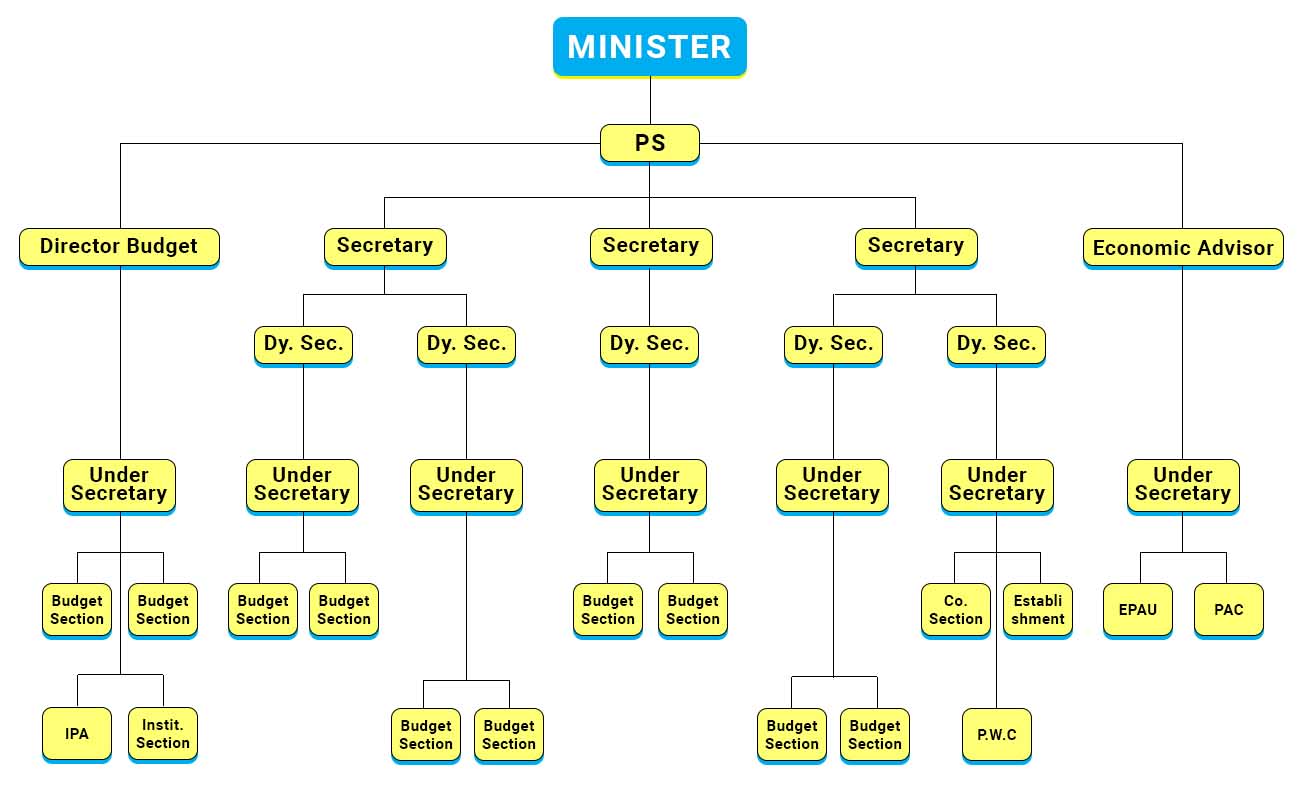 MINISTER
PS
Director Budget
Secretary
Secretary
Secretary
Economic Advisor
Dy. Sec.
Dy. Sec.
Dy. Sec.
Dy. Sec.
Dy. Sec.
Under
Secretary
Under
Secretary
Under
Secretary
Under
Secretary
Under
Secretary
Under
Secretary
Under
Secretary
Budget
Section
Budget
Section
Budget
Section
Budget
Section
Budget
Section
Budget
Section
Co.
Section
Establi
shment
EPAU
PAC
IPA
Instit.
Section
Budget
Section
Budget
Section
Budget
Section
Budget
Section
P.W.C